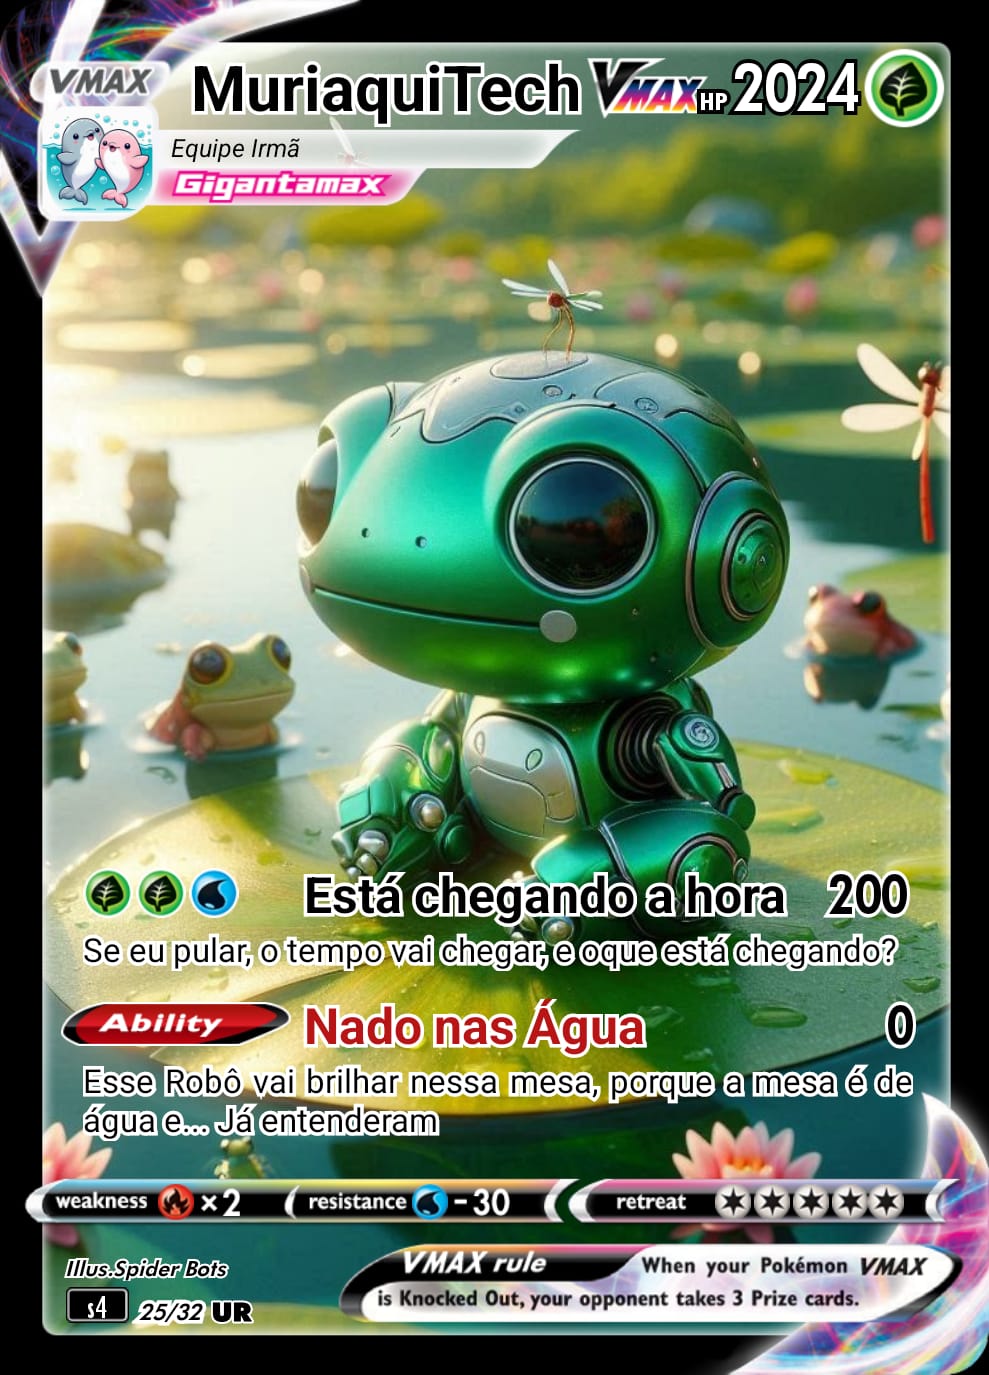 VMAX MuriaquiTech VMAX HP 2024
Equipe Irmã
Gigantamax
Está chegando a hora 200
Se eu pular, o tempo vai chegar, e oque está chegando?
Ability Nado nas Água 0
Esse Robô vai brilhar nessa mesa, porque a mesa é de
água e... Já entenderam
weakness ×2 resistance -30 retreat
Illus.Spider Bots
VMAX rule When your Pokémon VMAX
is Knocked Out, your opponent takes 3 Prize cards.
s4 25/32 UR